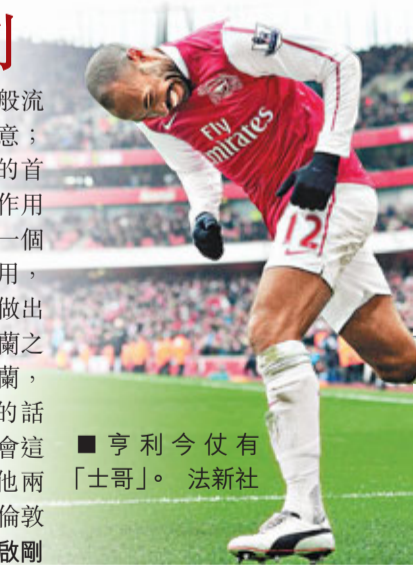 般流
意；
的首
作用
一個
用，
做出
蘭之
蘭，
的話
會這
他兩
倫敦
啟剛
■ 亨利今仗有
「士哥」。 法新社
Fly
Emirates
12